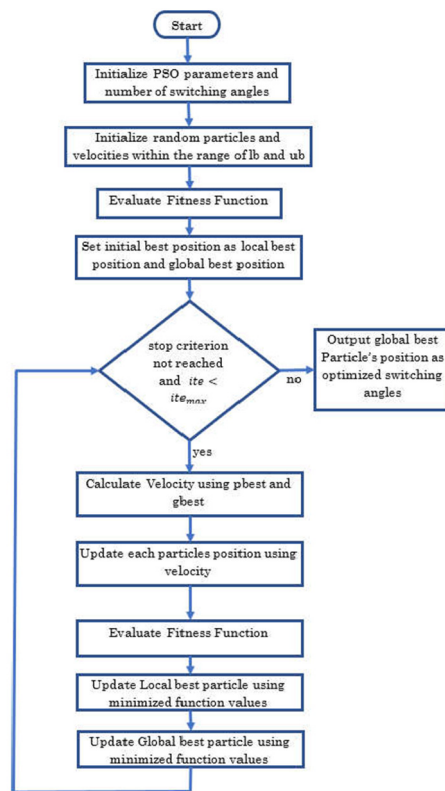 Start
Initialize PSO parameters and
number of switching angles
Initialize random particles and
velocities within the range of lb and ub
Evaluate Fitness Function
Set initial best position as local best
position and global best position
stop criterion
not reached
and ite <
ite_max
no
Output global best
Particle's position as
optimized switching
angles
yes
Calculate Velocity using pbest and
gbest
Update each particles position using
velocity
Evaluate Fitness Function
Update Local best particle using
minimized function values
Update Global best particle using
minimized function values